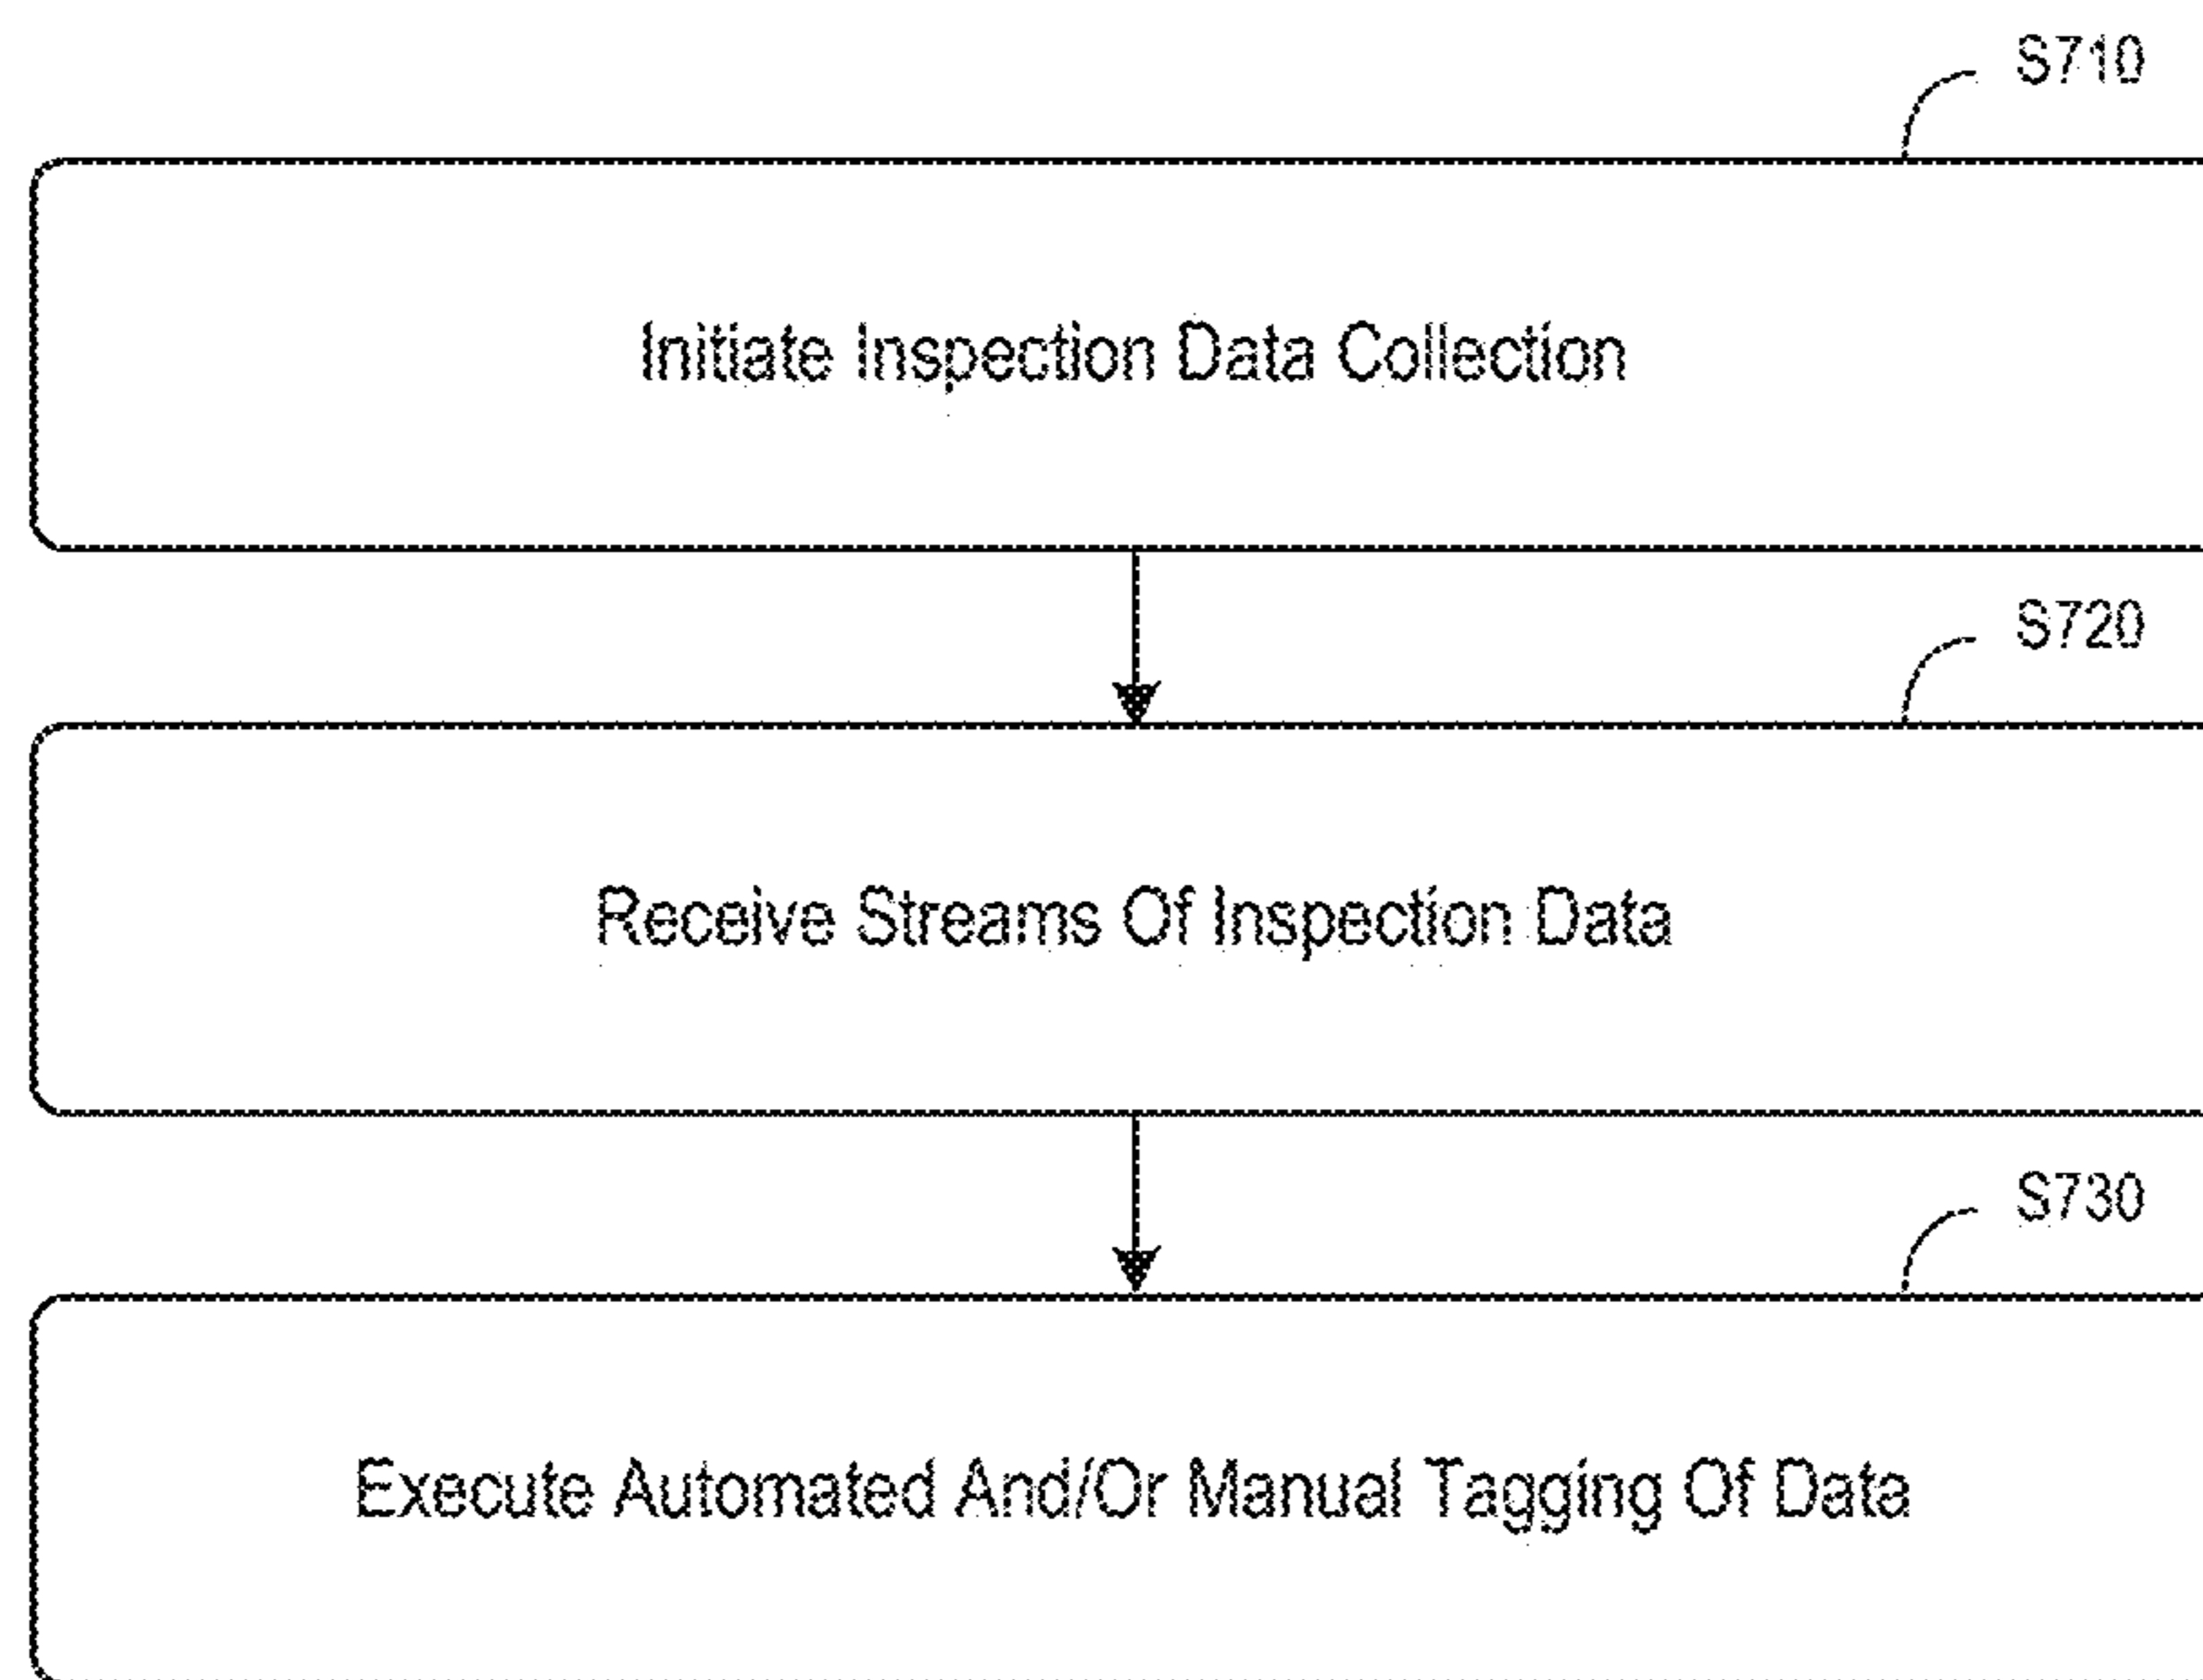 S710
Initiate Inspection Data Collection
S720
Receive Streams Of Inspection Data
S730
Execute Automated And/Or Manual Tagging Of Data